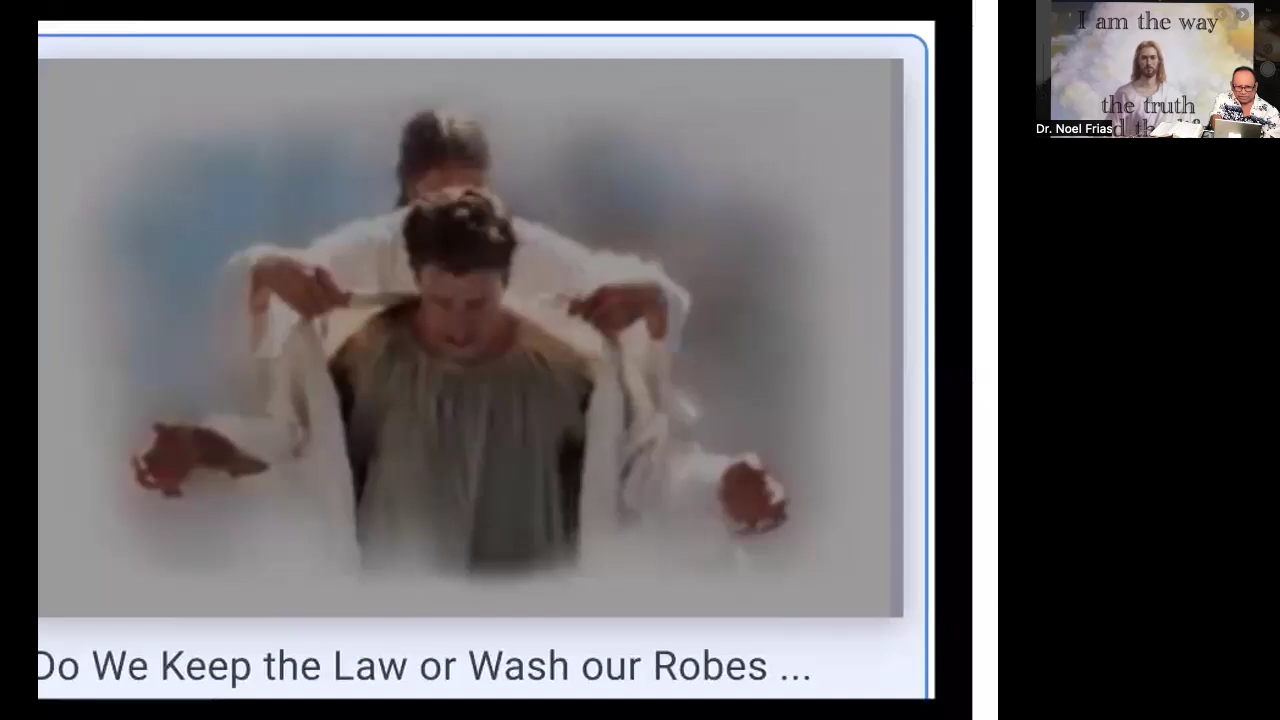 Do We Keep the Law or Wash our Robes ...
I am the way
the truth
Dr. Noel Frias